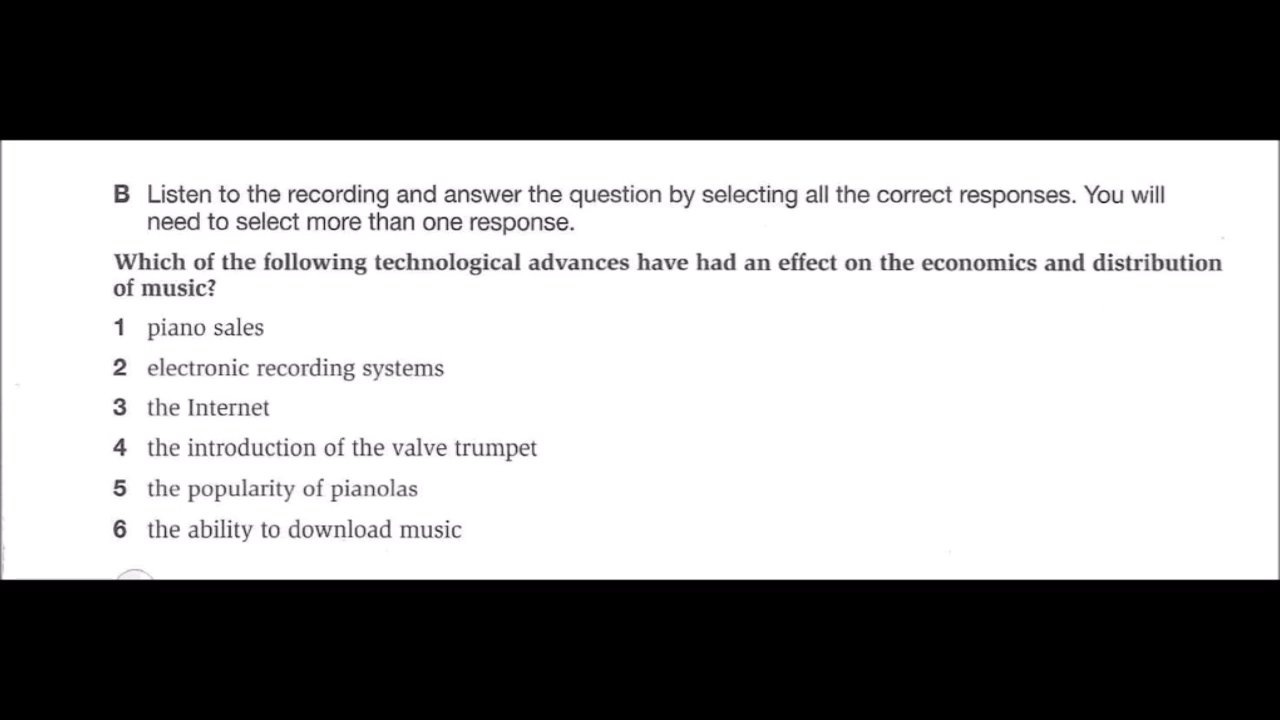 B Listen to the recording and answer the question by selecting all the correct responses. You will
need to select more than one response.
Which of the following technological advances have had an effect on the economics and distribution
of music?
1 piano sales
2 electronic recording systems
3 the Internet
4 the introduction of the valve trumpet
5 the popularity of pianolas
6 the ability to download music